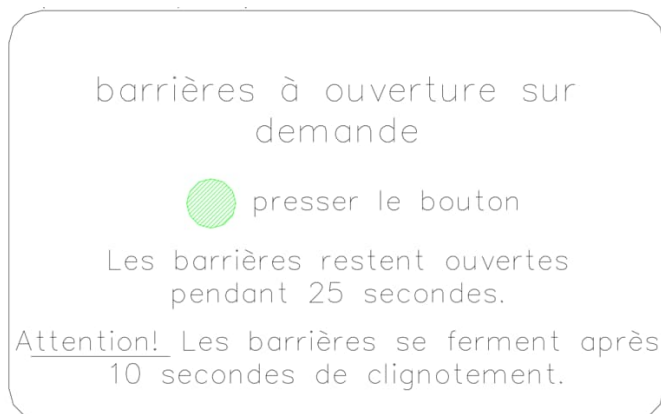 barrières à ouverture sur
demande
presser le bouton
Les barrières restent ouvertes
pendant 25 secondes.
Attention! Les barrières se ferment après
10 secondes de clignotement.